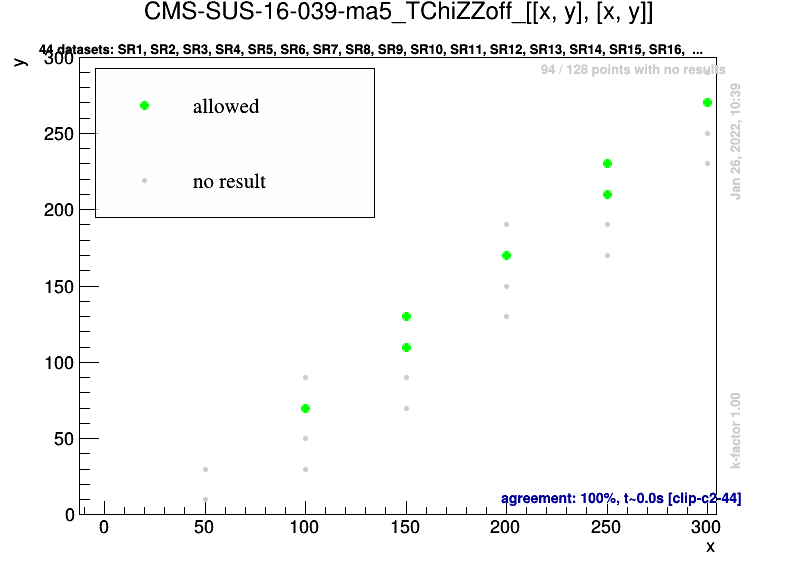 CMS-SUS-16-039-ma5_TChiZZoff_[[x, y], [x, y]]
44 datasets: SR1, SR2, SR3, SR4, SR5, SR6, SR7, SR8, SR9, SR10, SR11, SR12, SR13, SR14, SR15, SR16, ...
y
94 / 128 points with no results
allowed
no result
Jan 26, 2022, 10:39
k-factor 1.00
300
250
200
150
100
50
0
agreement: 100%, t~0.0s [clip-c2-44]
0 50 100 150 200 250 300
x